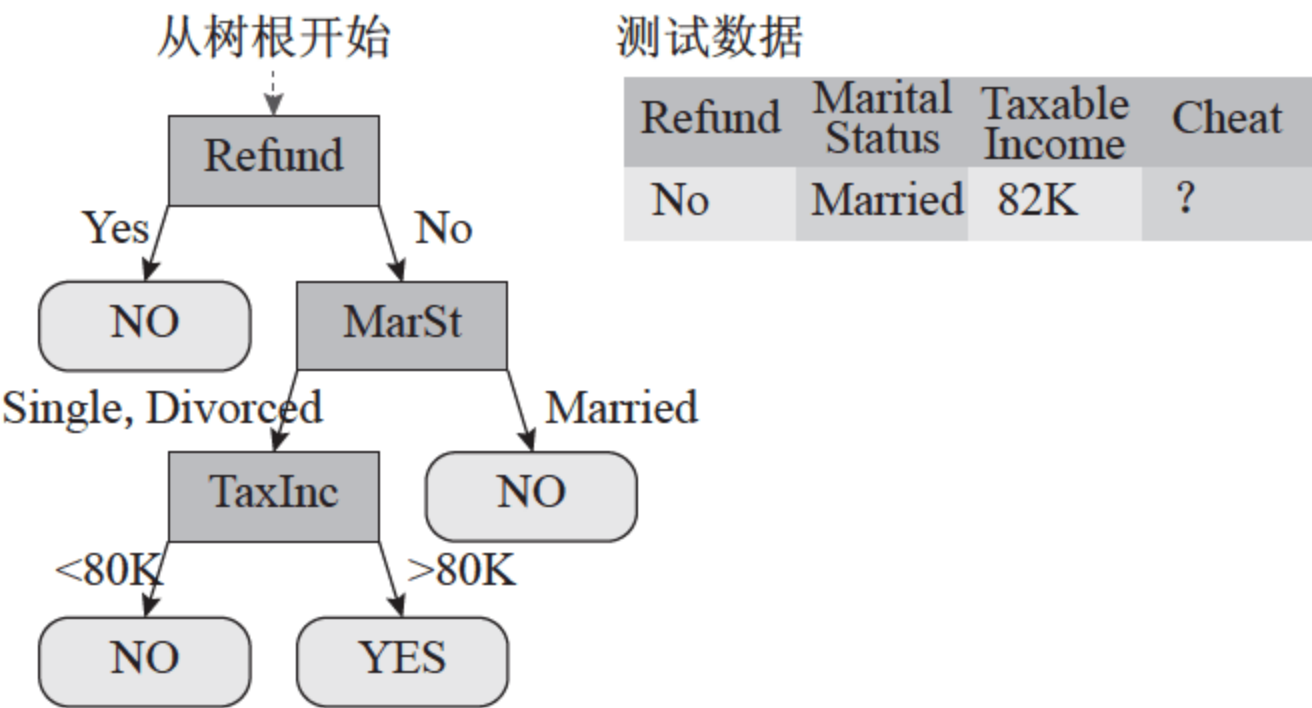 从树根开始
Refund
Yes
No
NO
MarSt
Single, Divorced
Married
TaxInc
NO
<80K
>80K
NO
YES
测试数据
Refund
Marital
Status
Taxable
Income
Cheat
No
Married
82K
?